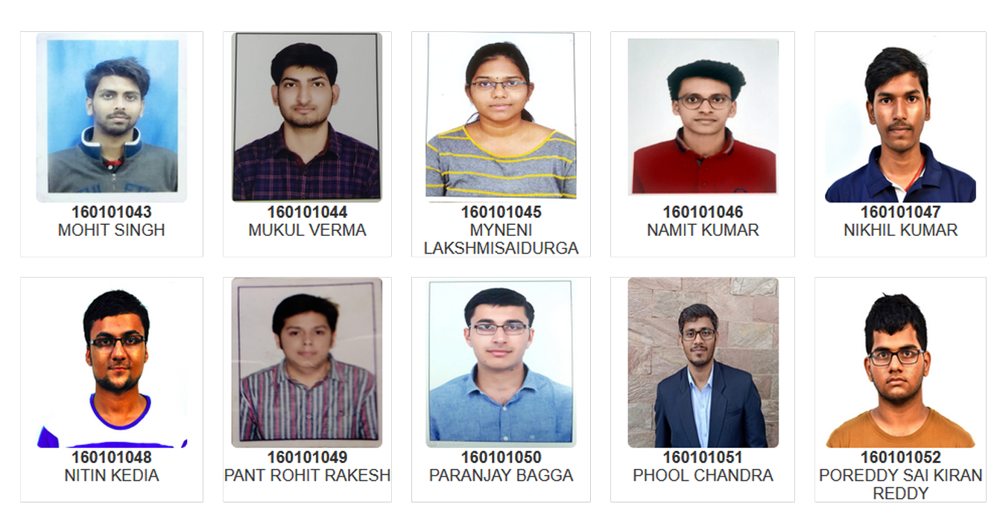 160101043
MOHIT SINGH
160101044
MUKUL VERMA
160101045
MYNENI
LAKSHMISAIDURGA
160101046
NAMIT KUMAR
160101047
NIKHIL KUMAR
160101048
NITIN KEDIA
160101049
PANT ROHIT RAKESH
160101050
PARANJAY BAGGA
160101051
PHOOL CHANDRA
160101052
POREDDY SAI KIRAN
REDDY